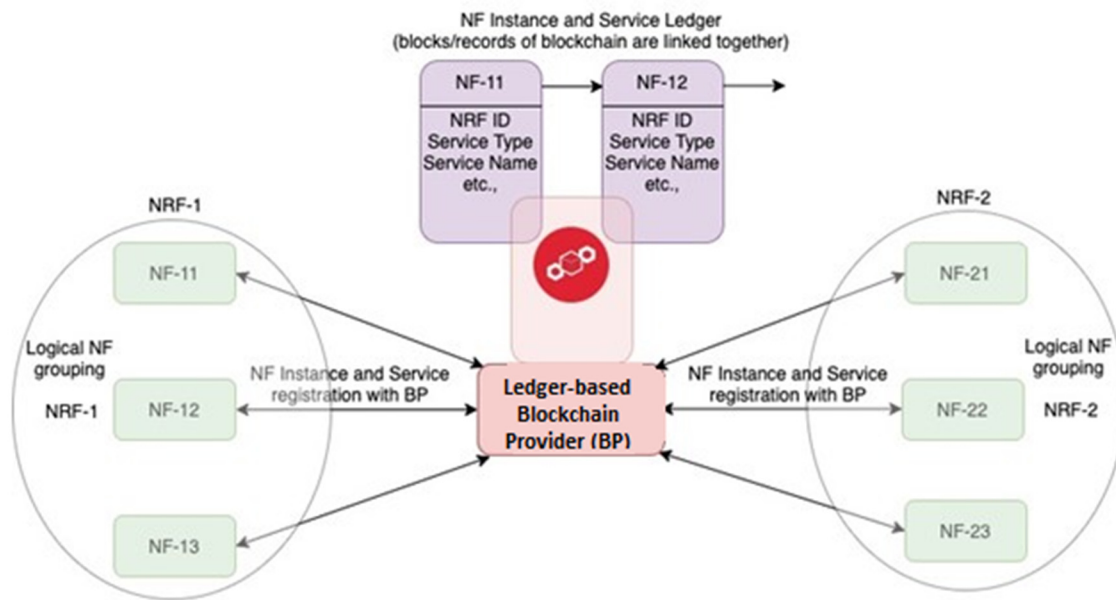 NF Instance and Service Ledger
(blocks/records of blockchain are linked together)
NF-11
NRF ID
Service Type
Service Name
etc.,
NF-12
NRF ID
Service Type
Service Name
etc.,
NRF-1
NF-11
Logical NF
grouping
NRF-1
NF-12
NF-13
NF Instance and Service
registration with BP
Ledger-based
Blockchain
Provider (BP)
NF Instance and Service
registration with BP
NRF-2
NF-21
Logical NF
grouping
NRF-2
NF-22
NF-23